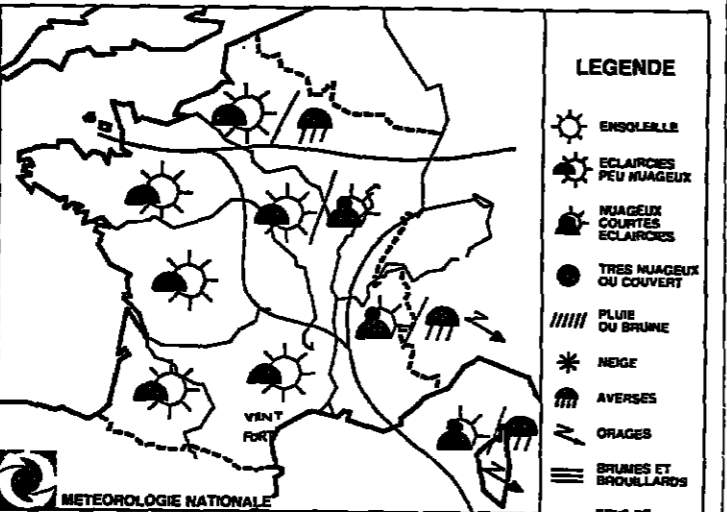 VENT
FORT
METEOROLOGIE NATIONALE
LEGENDE
ENSOLEILLE
ECLAIRCIES
PEU NUAGEUX
NUAGEUX
COURTES
ECLAIRCIES
TRES NUAGEUX
OU COUVERT
PLUIE
OU BRUINE
NEIGE
AVERSES
ORAGES
BRUMES ET
BROUILLARDS